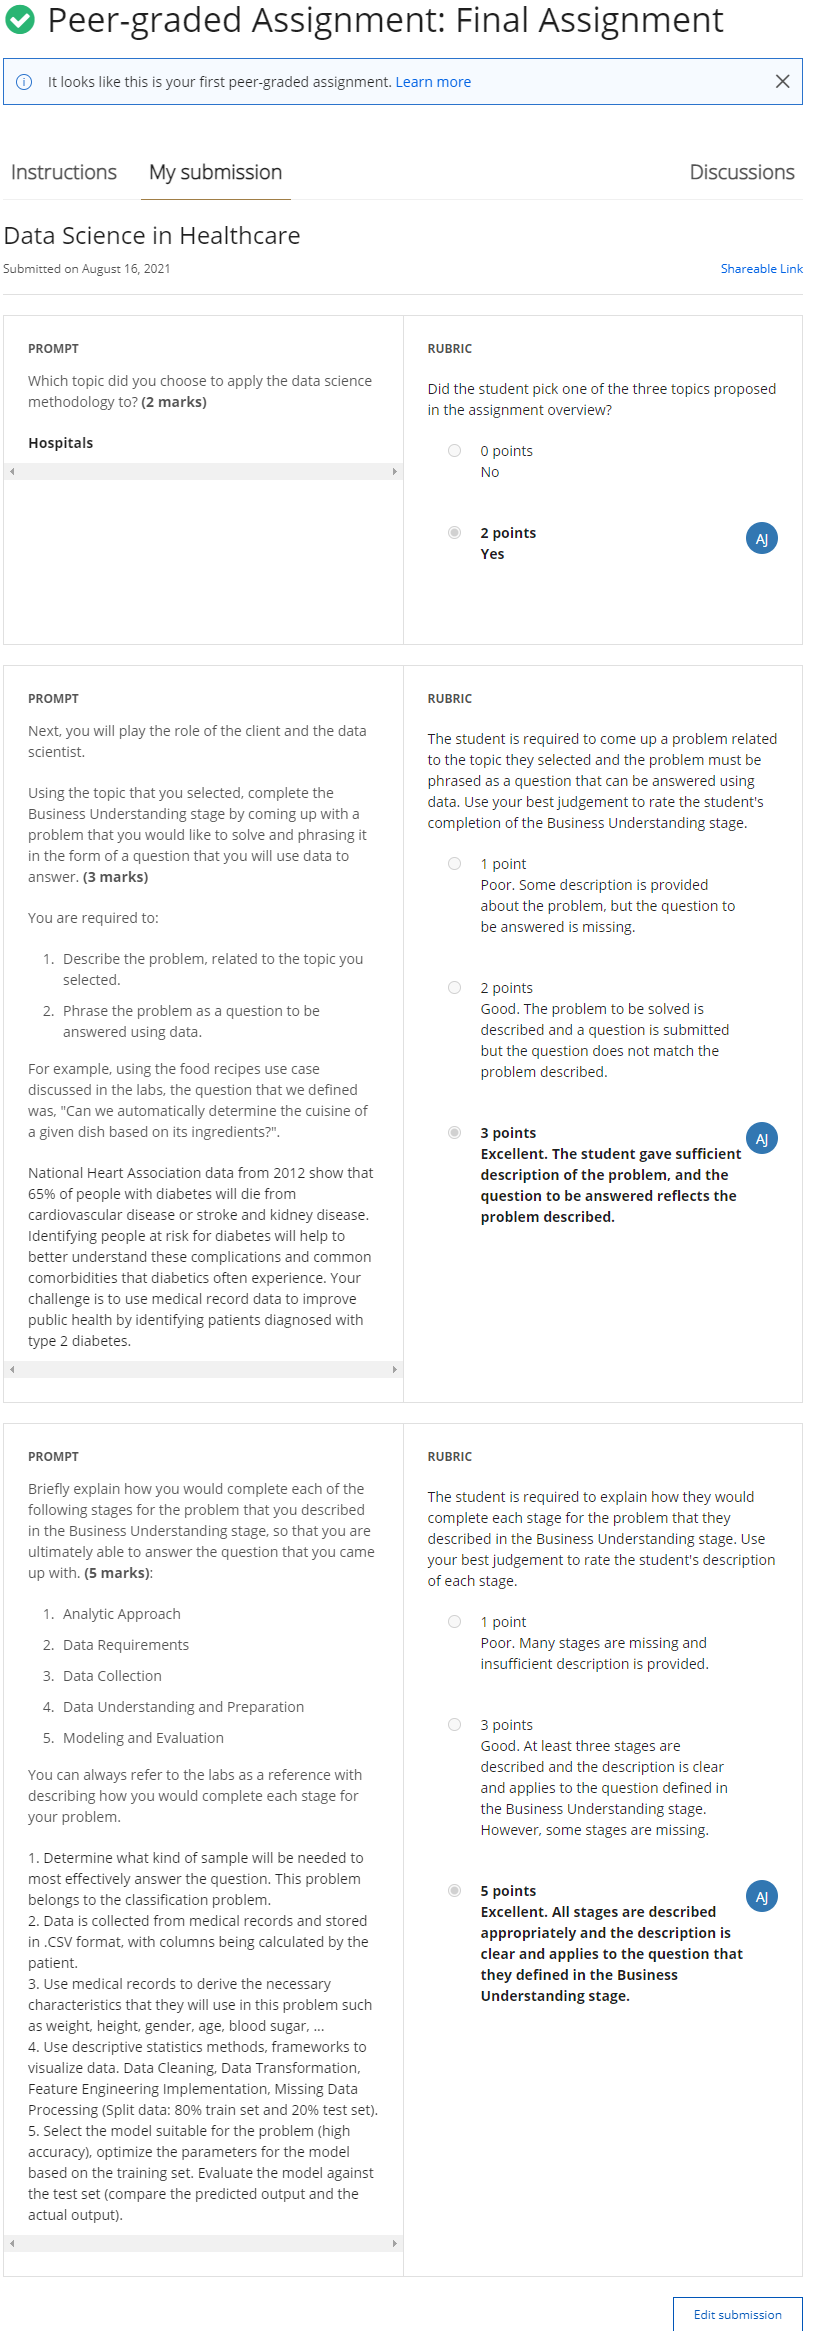 Peer-graded Assignment: Final Assignment
It looks like this is your first peer-graded assignment. Learn more
Instructions
My submission
Discussions
Data Science in Healthcare
Submitted on August 16, 2021
Shareable Link
PROMPT
Which topic did you choose to apply the data science
methodology to? (2 marks)
Hospitals
RUBRIC
Did the student pick one of the three topics proposed
in the assignment overview?
0 points
No
2 points
Yes
AJ
PROMPT
Next, you will play the role of the client and the data
scientist.
Using the topic that you selected, complete the
Business Understanding stage by coming up with a
problem that you would like to solve and phrasing it
in the form of a question that you will use data to
answer. (3 marks)
You are required to:
1. Describe the problem, related to the topic you
selected.
2. Phrase the problem as a question to be
answered using data.
For example, using the food recipes use case
discussed in the labs, the question that we defined
was, "Can we automatically determine the cuisine of
a given dish based on its ingredients?".
National Heart Association data from 2012 show that
65% of people with diabetes will die from
cardiovascular disease or stroke and kidney disease.
Identifying people at risk for diabetes will help to
better understand these complications and common
comorbidities that diabetics often experience. Your
challenge is to use medical record data to improve
public health by identifying patients diagnosed with
type 2 diabetes.
RUBRIC
The student is required to come up a problem related
to the topic they selected and the problem must be
phrased as a question that can be answered using
data. Use your best judgement to rate the student's
completion of the Business Understanding stage.
1 point
Poor. Some description is provided
about the problem, but the question to
be answered is missing.
2 points
Good. The problem to be solved is
described and a question is submitted
but the question does not match the
problem described.
3 points
Excellent. The student gave sufficient
description of the problem, and the
question to be answered reflects the
problem described.
AJ
PROMPT
Briefly explain how you would complete each of the
following stages for the problem that you described
in the Business Understanding stage, so that you are
ultimately able to answer the question that you came
up with. (5 marks):
1. Analytic Approach
2. Data Requirements
3. Data Collection
4. Data Understanding and Preparation
5. Modeling and Evaluation
You can always refer to the labs as a reference with
describing how you would complete each stage for
your problem.
1. Determine what kind of sample will be needed to
most effectively answer the question. This problem
belongs to the classification problem.
2. Data is collected from medical records and stored
in .CSV format, with columns being calculated by the
patient.
3. Use medical records to derive the necessary
characteristics that they will use in this problem such
as weight, height, gender, age, blood sugar, ...
4. Use descriptive statistics methods, frameworks to
visualize data. Data Cleaning, Data Transformation,
Feature Engineering Implementation, Missing Data
Processing (Split data: 80% train set and 20% test set).
5. Select the model suitable for the problem (high
accuracy), optimize the parameters for the model
based on the training set. Evaluate the model against
the test set (compare the predicted output and the
actual output).
RUBRIC
The student is required to explain how they would
complete each stage for the problem that they
described in the Business Understanding stage. Use
your best judgement to rate the student's description
of each stage.
1 point
Poor. Many stages are missing and
insufficient description is provided.
3 points
Good. At least three stages are
described and the description is clear
and applies to the question defined in
the Business Understanding stage.
However, some stages are missing.
5 points
Excellent. All stages are described
appropriately and the description is
clear and applies to the question that
they defined in the Business
Understanding stage.
AJ
Edit submission